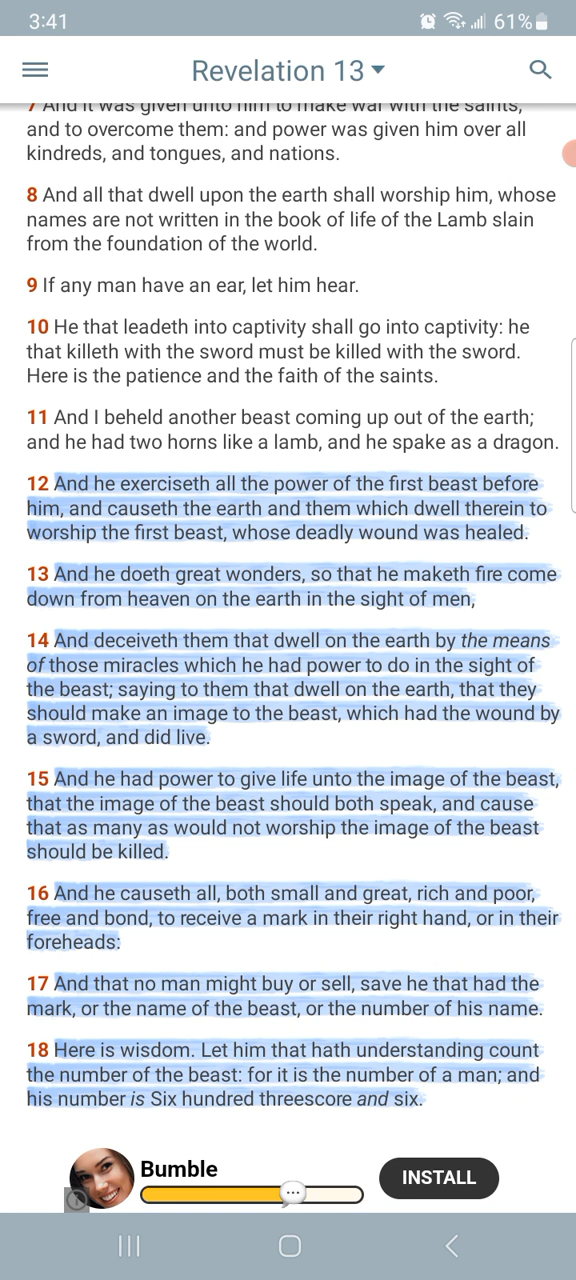 3:41
61%
Revelation 13
7 And it was given unto him to make war with the saints,
and to overcome them: and power was given him over all
kindreds, and tongues, and nations.
8 And all that dwell upon the earth shall worship him, whose
names are not written in the book of life of the Lamb slain
from the foundation of the world.
9 If any man have an ear, let him hear.
10 He that leadeth into captivity shall go into captivity: he
that killeth with the sword must be killed with the sword.
Here is the patience and the faith of the saints.
11 And I beheld another beast coming up out of the earth;
and he had two horns like a lamb, and he spake as a dragon.
12 And he exerciseth all the power of the first beast before
him, and causeth the earth and them which dwell therein to
worship the first beast, whose deadly wound was healed.
13 And he doeth great wonders, so that he maketh fire come
down from heaven on the earth in the sight of men,
14 And deceiveth them that dwell on the earth by the means
of those miracles which he had power to do in the sight of
the beast; saying to them that dwell on the earth, that they
should make an image to the beast, which had the wound by
a sword, and did live.
15 And he had power to give life unto the image of the beast,
that the image of the beast should both speak, and cause
that as many as would not worship the image of the beast
should be killed.
16 And he causeth all, both small and great, rich and poor,
free and bond, to receive a mark in their right hand, or in their
foreheads:
17 And that no man might buy or sell, save he that had the
mark, or the name of the beast, or the number of his name.
18 Here is wisdom. Let him that hath understanding count
the number of the beast: for it is the number of a man; and
his number is Six hundred threescore and six.
Bumble
INSTALL